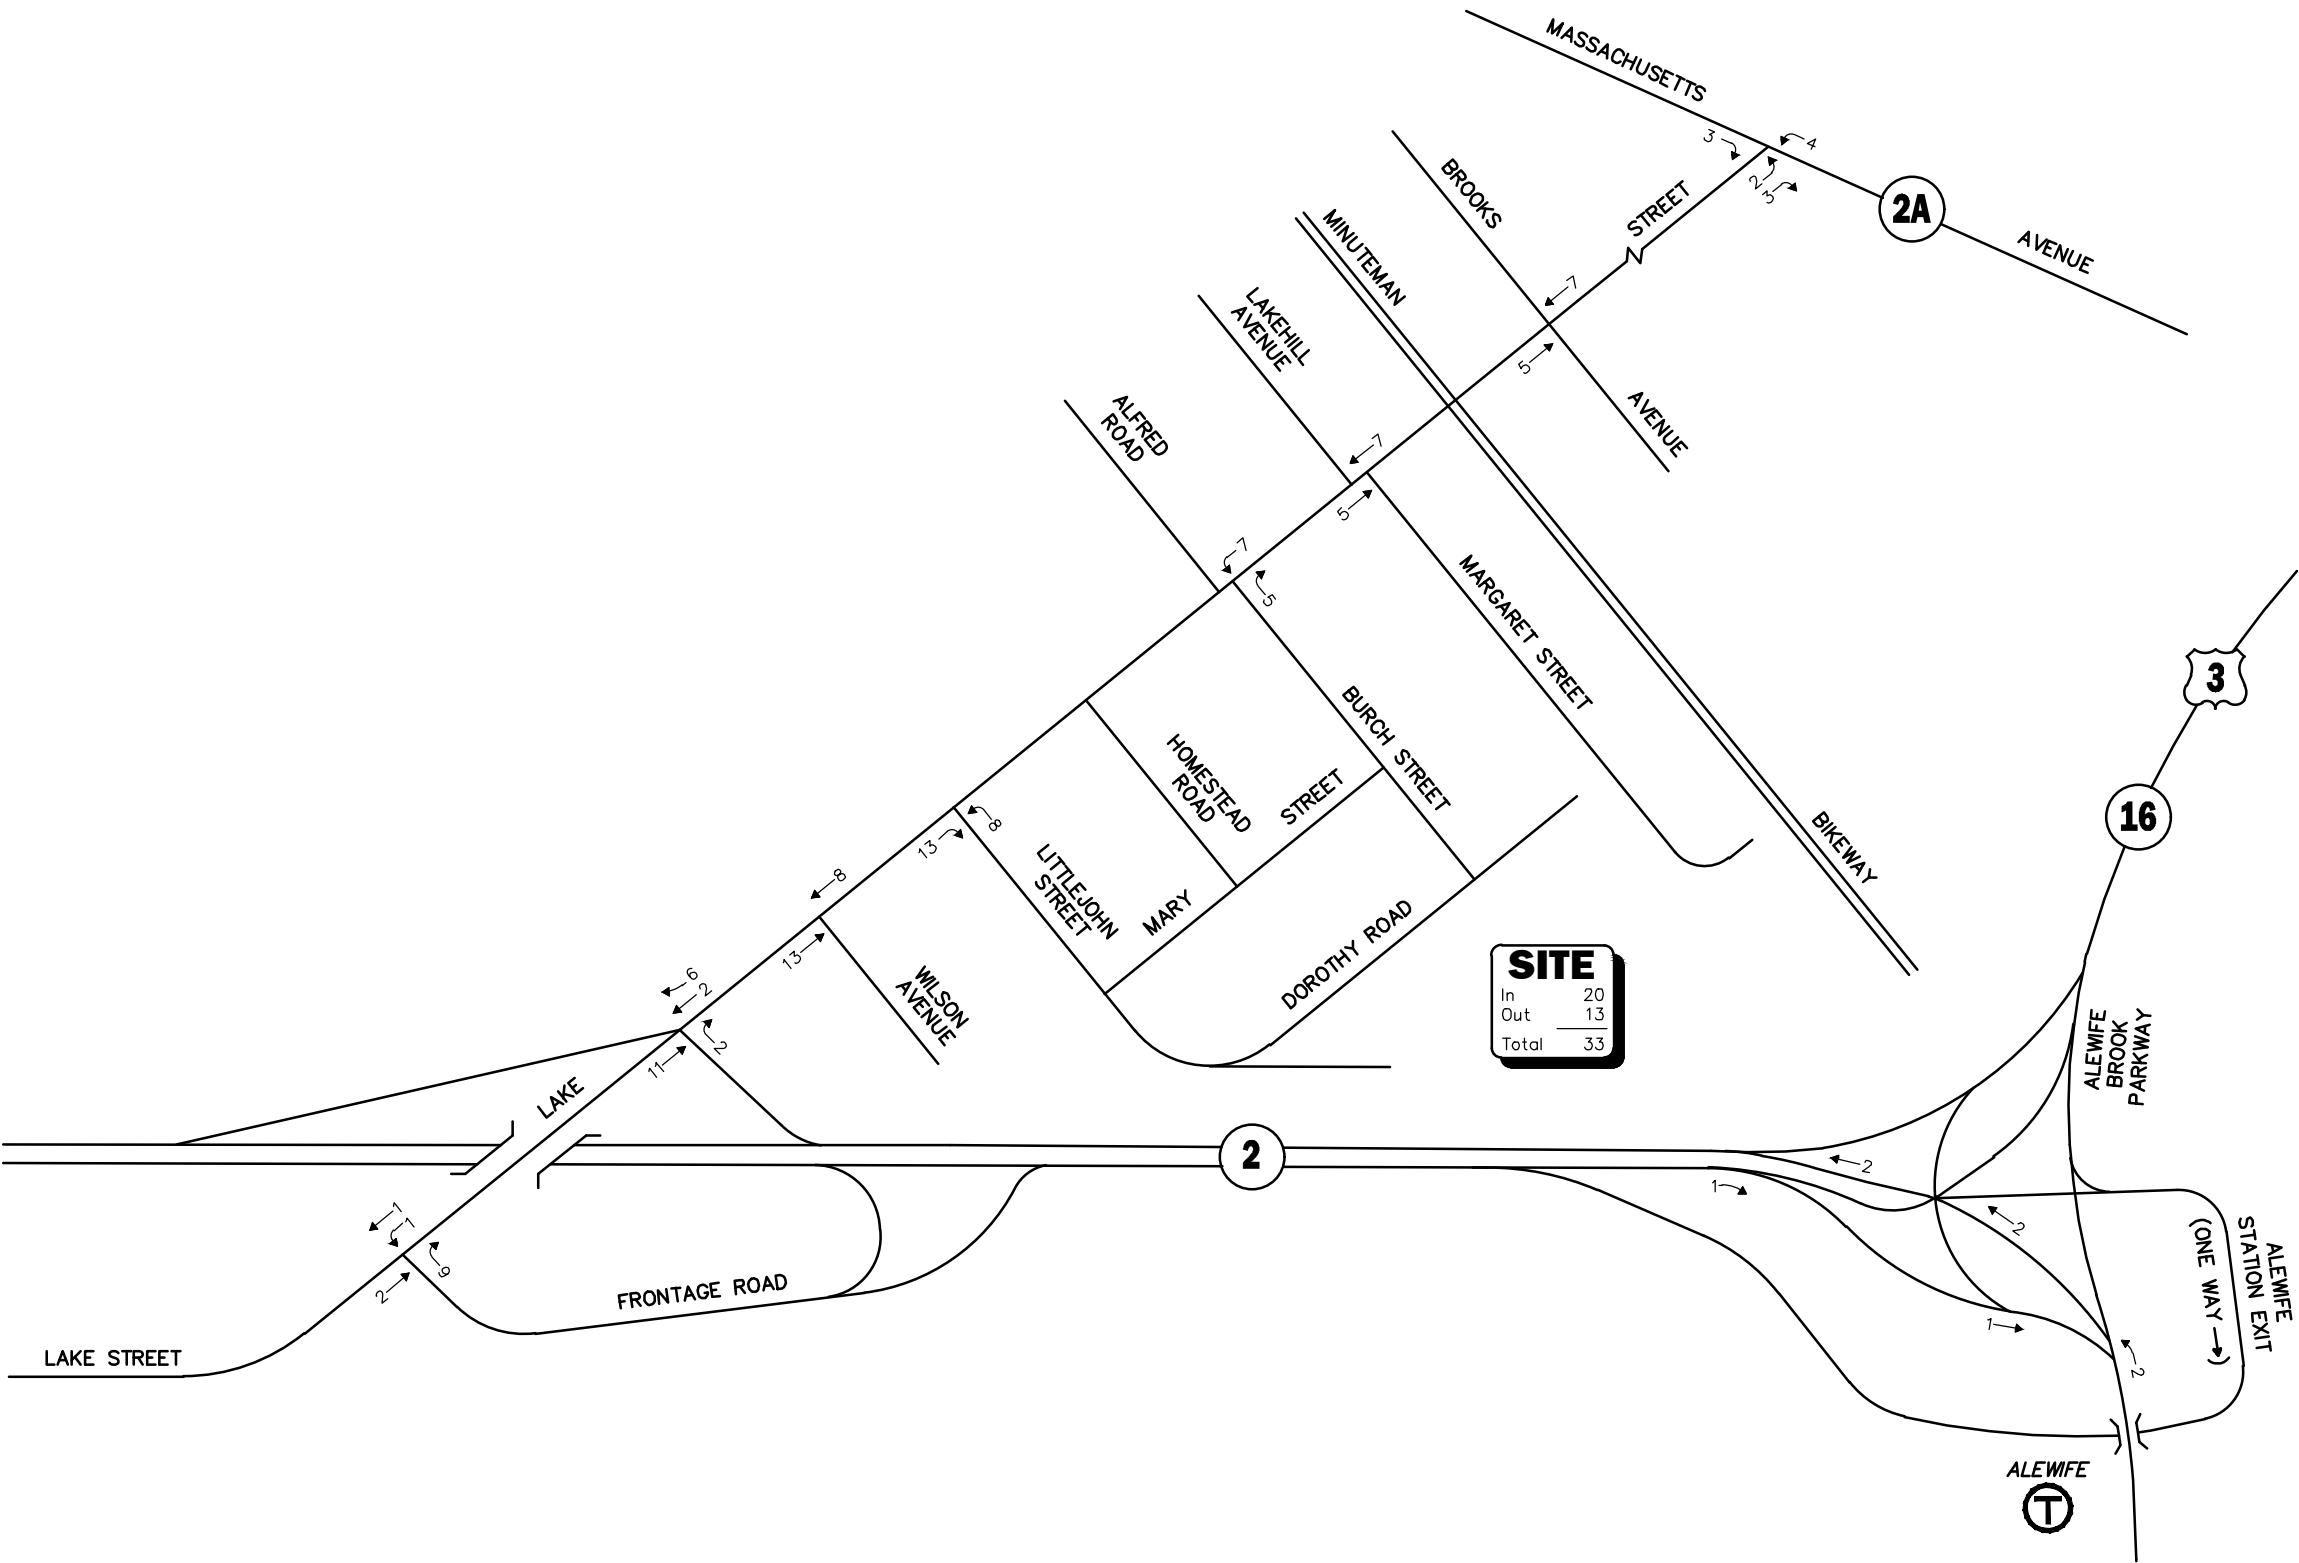 MASSACHUSETTS
3
4
2
3
2A
AVENUE
BROOKS
STREET
MINUTEMAN
7
5
AVENUE
LAKEHILL
AVENUE
7
5
ALFRED
ROAD
7
5
MARGARET STREET
3
BURCH STREET
HOMESTEAD
ROAD
STREET
16
BIKEWAY
8
13
LITTLEJOHN
STREET
MARY
DOROTHY ROAD
8
13
WILSON
AVENUE
SITE
In 20
Out 13
Total 33
6
2
2
11
LAKE
ALEWIFE
BROOK
PARKWAY
2
2
1
2
1
1
9
2
FRONTAGE ROAD
LAKE STREET
1
2
ALEWIFE
STATION EXIT
(ONE WAY )
ALEWIFE
T